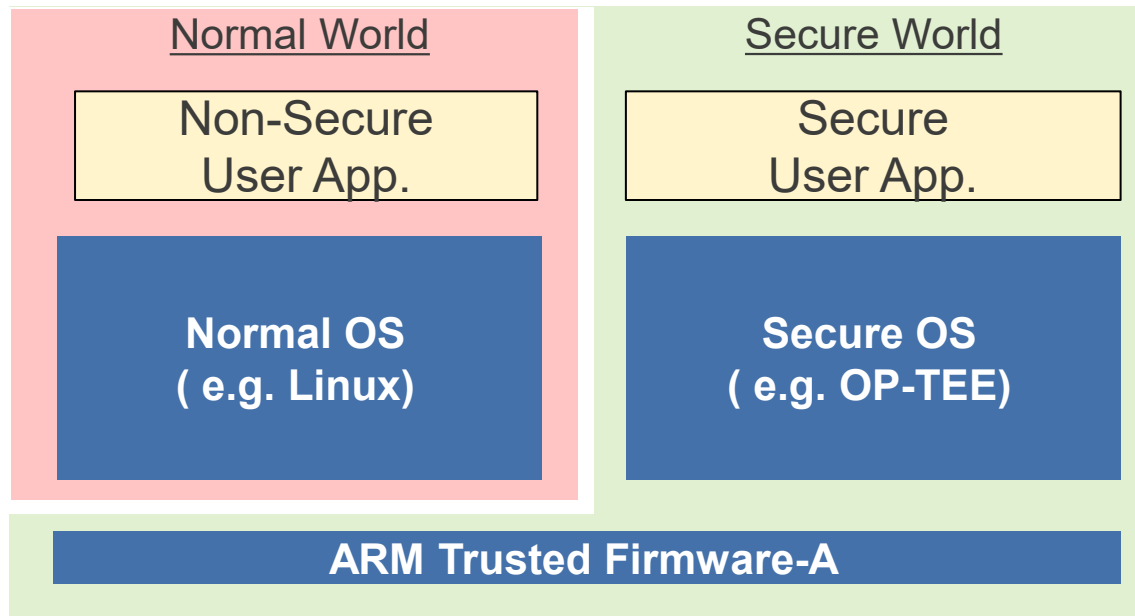 Normal World
Secure World
Non-Secure
User App.
Secure
User App.
Normal OS
( e.g. Linux)
Secure OS
( e.g. OP-TEE)
ARM Trusted Firmware-A